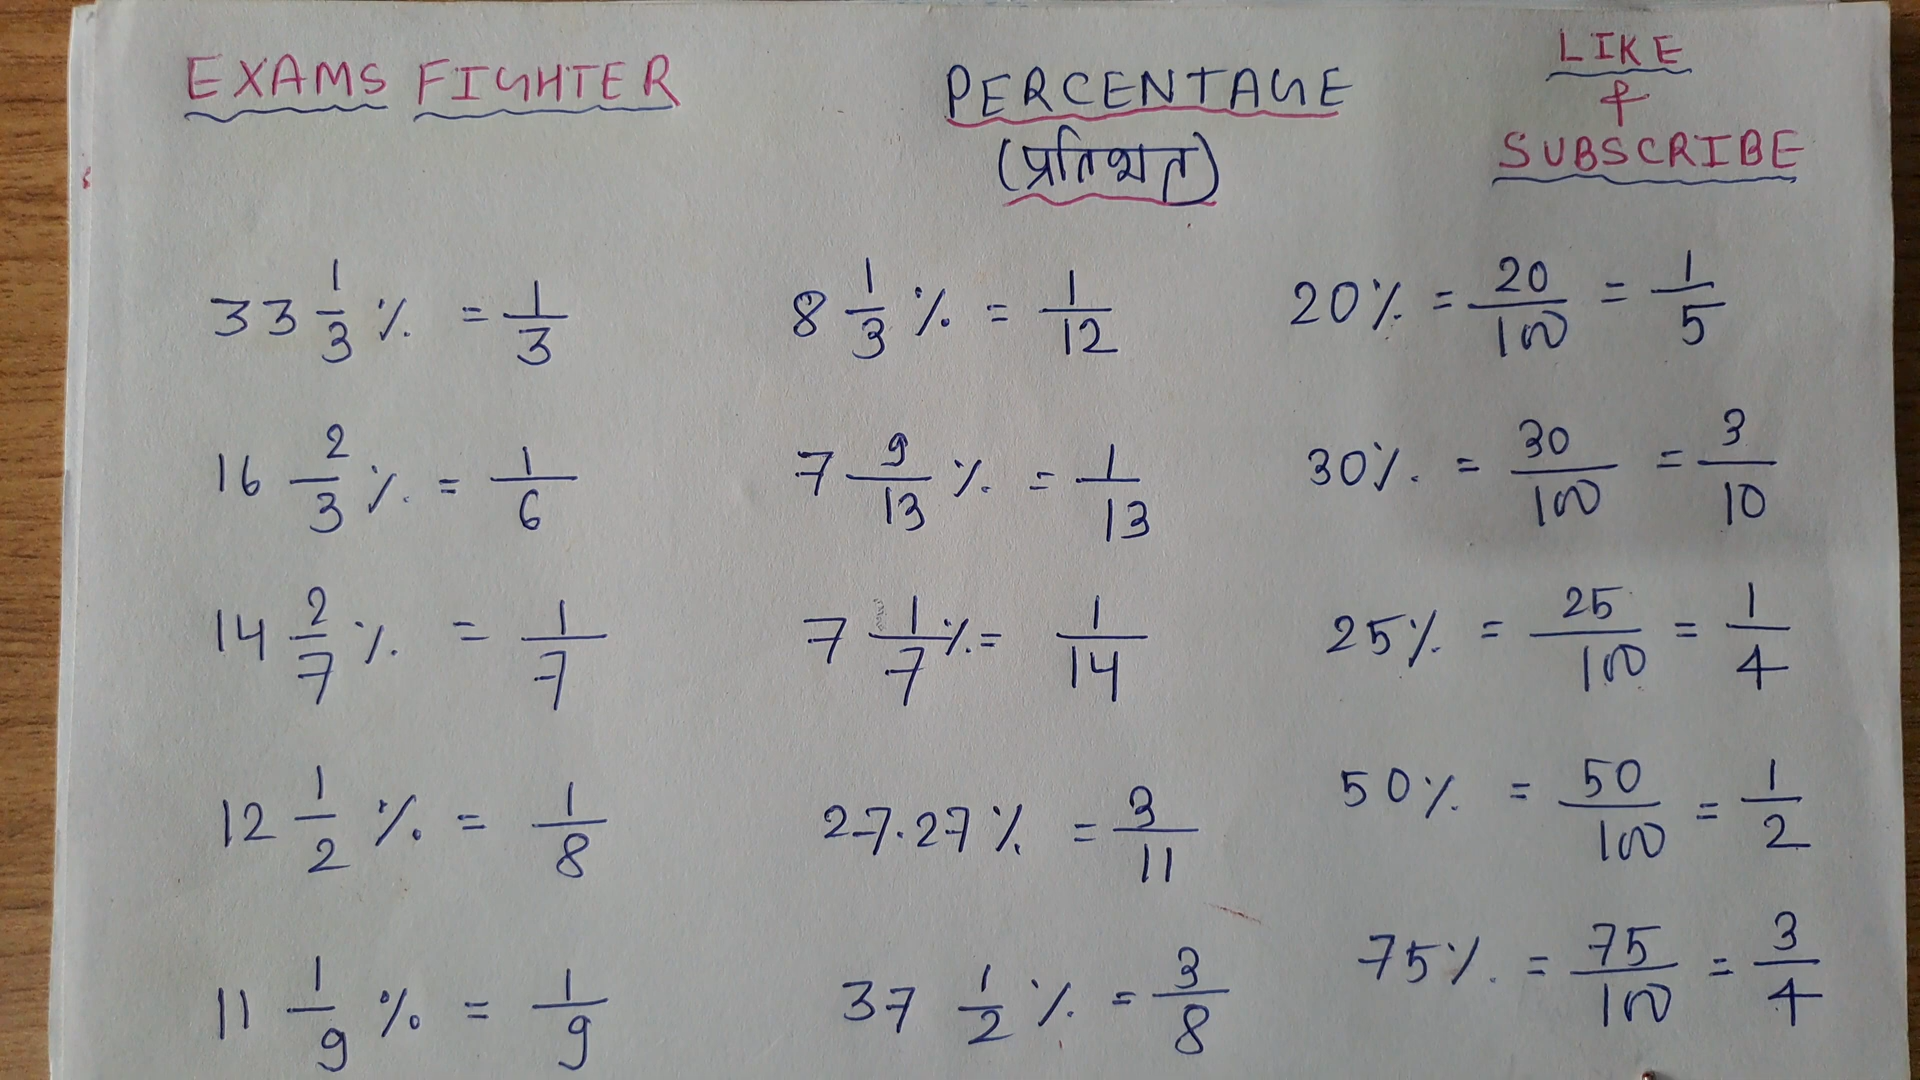 EXAMS FIGHTER
PERCENTAGE
(प्रतिशत)
LIKE
&
SUBSCRIBE
33 1/3 % = 1/3
16 2/3 % = 1/6
14 2/7 % = 1/7
12 1/2 % = 1/8
11 1/9 % = 1/9
8 1/3 % = 1/12
7 9/13 % = 1/13
7 1/7 % = 1/14
27.27 % = 3/11
37 1/2 % = 3/8
20% = 20/100 = 1/5
30% = 30/100 = 3/10
25% = 25/100 = 1/4
50% = 50/100 = 1/2
75% = 75/100 = 3/4